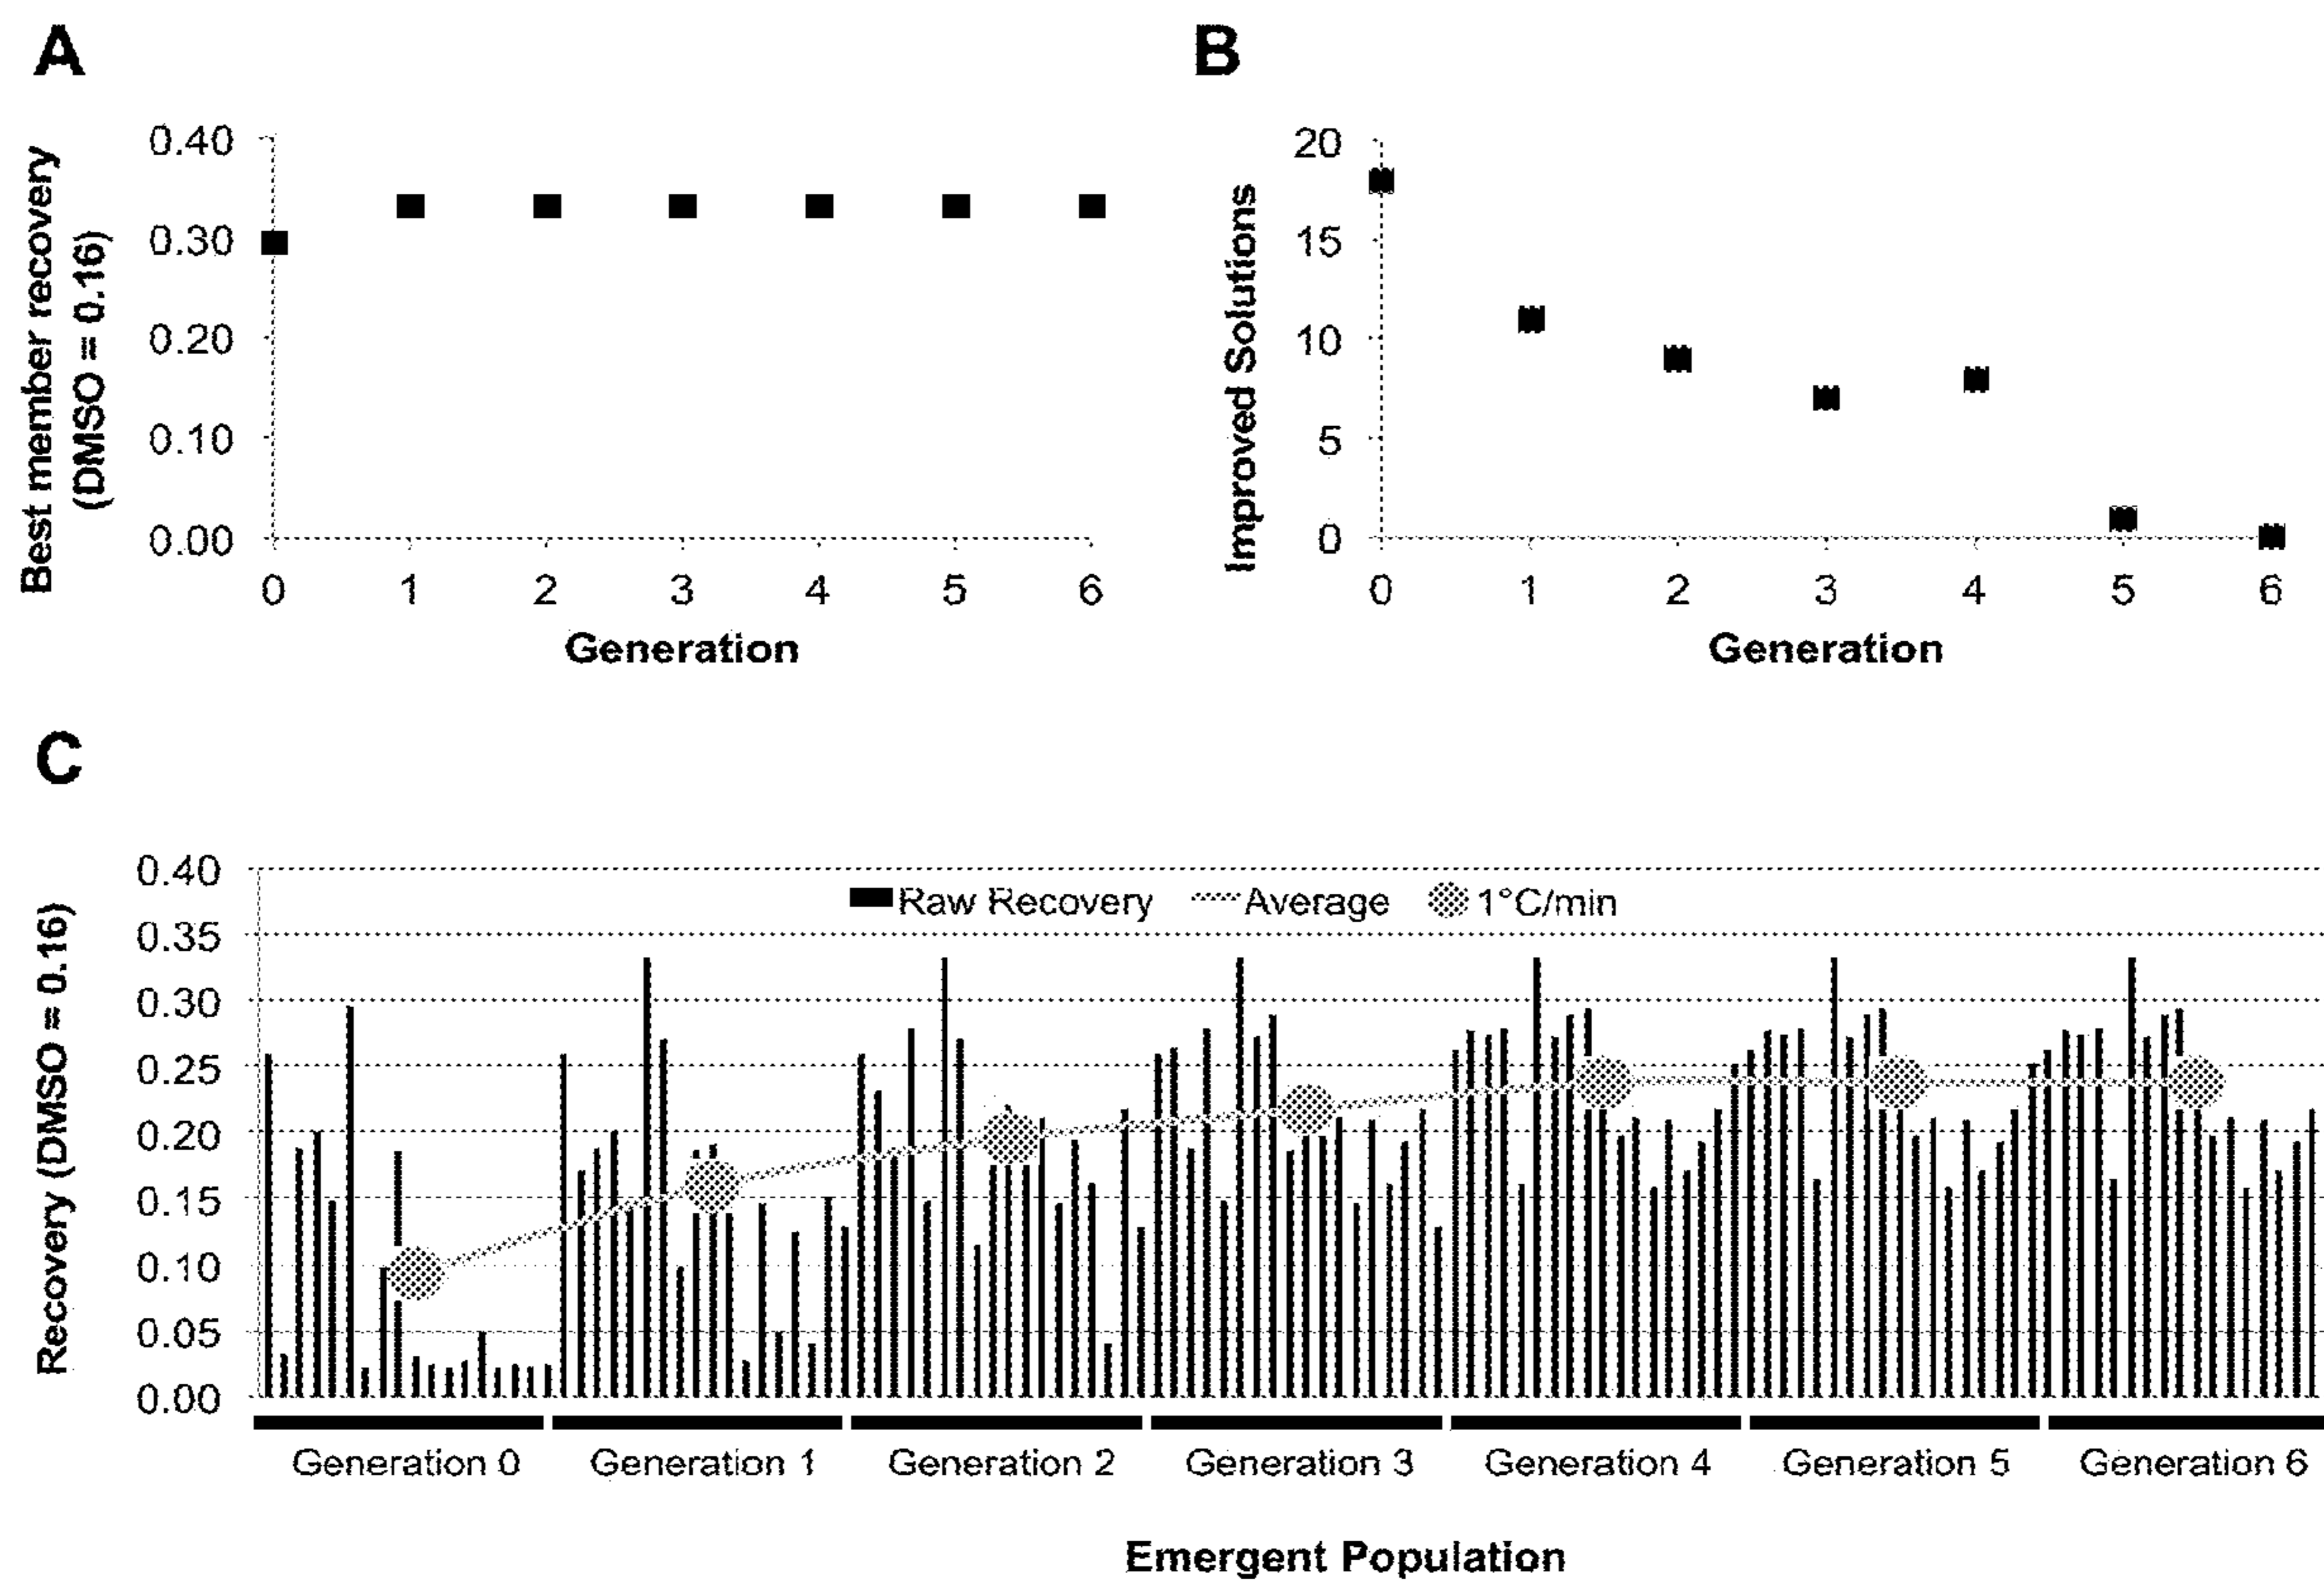 A
Best member recovery
(DMSO = 0.16)
0.40
0.30
0.20
0.10
0.00
0 1 2 3 4 5 6
Generation
B
Improved Solutions
20
15
10
5
0
0 1 2 3 4 5 6
Generation
C
Recovery (DMSO = 0.16)
0.40
0.35
0.30
0.25
0.20
0.15
0.10
0.05
0.00
Raw Recovery Average 1°C/min
Generation 0 Generation 1 Generation 2 Generation 3 Generation 4 Generation 5 Generation 6
Emergent Population